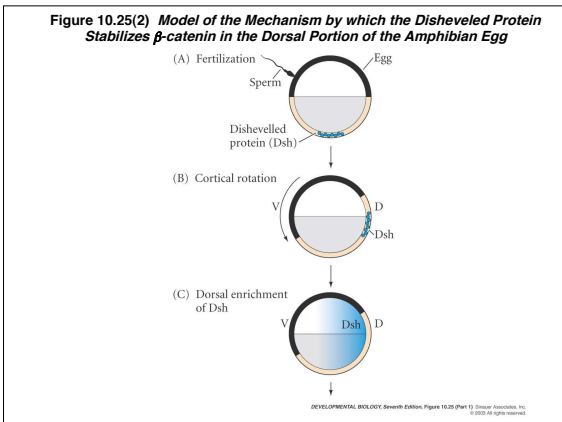 Figure 10.25(2) Model of the Mechanism by which the Disheveled Protein
Stabilizes β-catenin in the Dorsal Portion of the Amphibian Egg
(A) Fertilization
Egg
Sperm
Dishevelled
protein (Dsh)
(B) Cortical rotation
V
D
Dsh
(C) Dorsal enrichment
of Dsh
V
Dsh
D
DEVELOPMENTAL BIOLOGY, Seventh Edition, Figure 10.25 (Part 1) Sinauer Associates, Inc.
© 2003 All rights reserved.